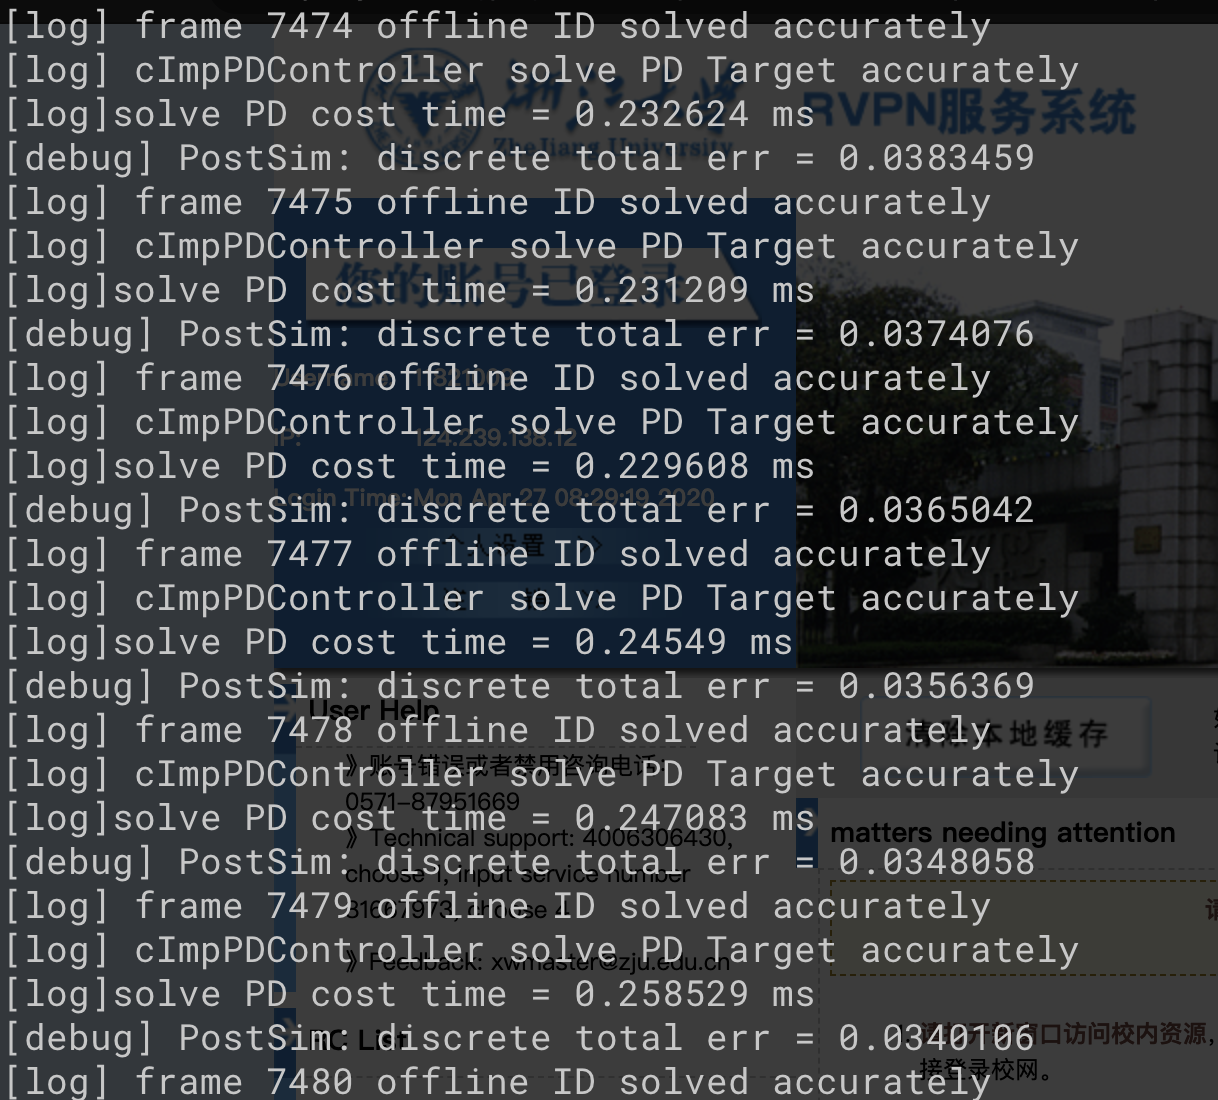 [log] frame 7474 offline ID solved accurately
[log] cImpPDController solve PD Target accurately
[log]solve PD cost time = 0.232624 ms
[debug] PostSim: discrete total err = 0.0383459
[log] frame 7475 offline ID solved accurately
[log] cImpPDController solve PD Target accurately
[log]solve PD cost time = 0.231209 ms
[debug] PostSim: discrete total err = 0.0374076
[log] frame 7476 offline ID solved accurately
[log] cImpPDController solve PD Target accurately
[log]solve PD cost time = 0.229608 ms
[debug] PostSim: discrete total err = 0.0365042
[log] frame 7477 offline ID solved accurately
[log] cImpPDController solve PD Target accurately
[log]solve PD cost time = 0.24549 ms
[debug] PostSim: discrete total err = 0.0356369
[log] frame 7478 offline ID solved accurately
[log] cImpPDController solve PD Target accurately
[log]solve PD cost time = 0.247083 ms
[debug] PostSim: discrete total err = 0.0348058
[log] frame 7479 offline ID solved accurately
[log] cImpPDController solve PD Target accurately
[log]solve PD cost time = 0.258529 ms
[debug] PostSim: discrete total err = 0.0340106
[log] frame 7480 offline ID solved accurately
浙江大学
ZheJiang University
RVPN服务系统
您的账号已登录
IP: 124.239.138.12
Login Time: Mon Apr 27 08:29:19 2020
个人设置 >>
User Help
》账号错误或者禁用咨询电话:
0571-87951669
》Technical support: 4006306430,
choose 1, input service number
choose 4
》Feedback: xwmaster@zju.edu.cn
RC List
清除本地缓存
matters needing attention
窗口访问校内资源,
接登录校网。